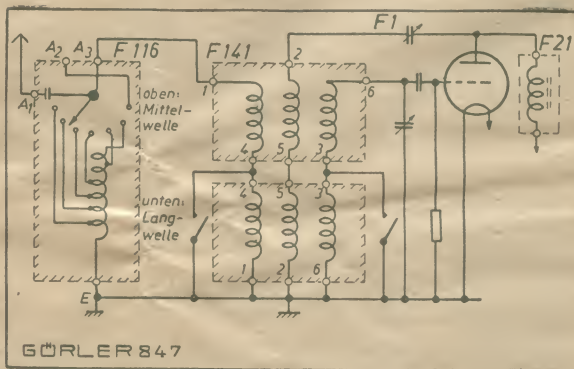 A2 A3 F116 F141 2 F1 F21
A1
oben:
Mittel-
welle
1
6
4 5 3
unten:
Lang-
welle
4 5 3
1 2 6
E
GÖRLER 847